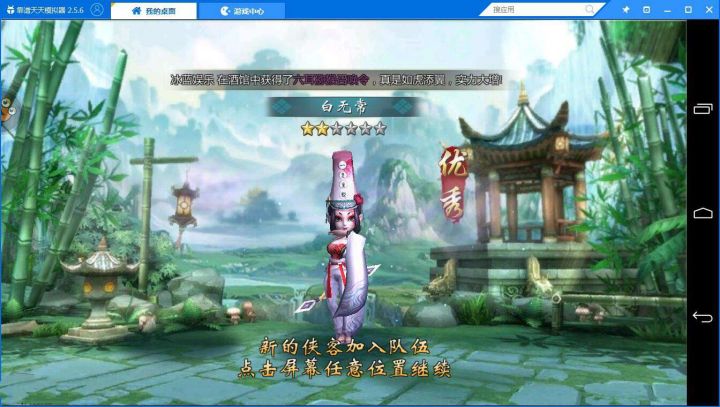 靠谱天天模拟器 2.5.6
我的桌面
游戏中心
搜应用
冰蓝娱乐 在酒馆中获得了六耳猕猴召唤令，真是如虎添翼，实力大增!
白无常
优秀
新的侠客加入队伍
点击屏幕任意位置继续